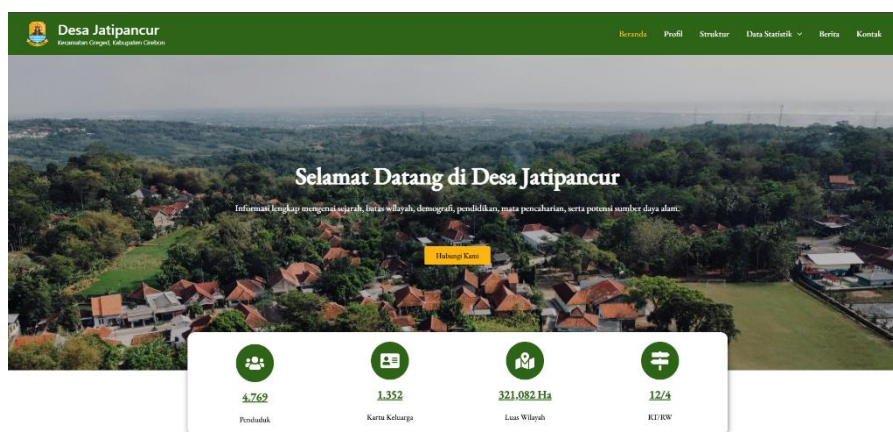 Desa Jatipancur
Kecamatan Greged, Kabupaten Cirebon
Beranda Profil Struktur Data Statistik Berita Kontak
Selamat Datang di Desa Jatipancur
Informasi lengkap mengenai sejarah, batas wilayah, demografi, pendidikan, mata pencaharian, serta potensi sumber daya alam.
Hubungi Kami
4.769 1.352 321,082 Ha 12/4
Penduduk Kartu Keluarga Luas Wilayah RT/RW